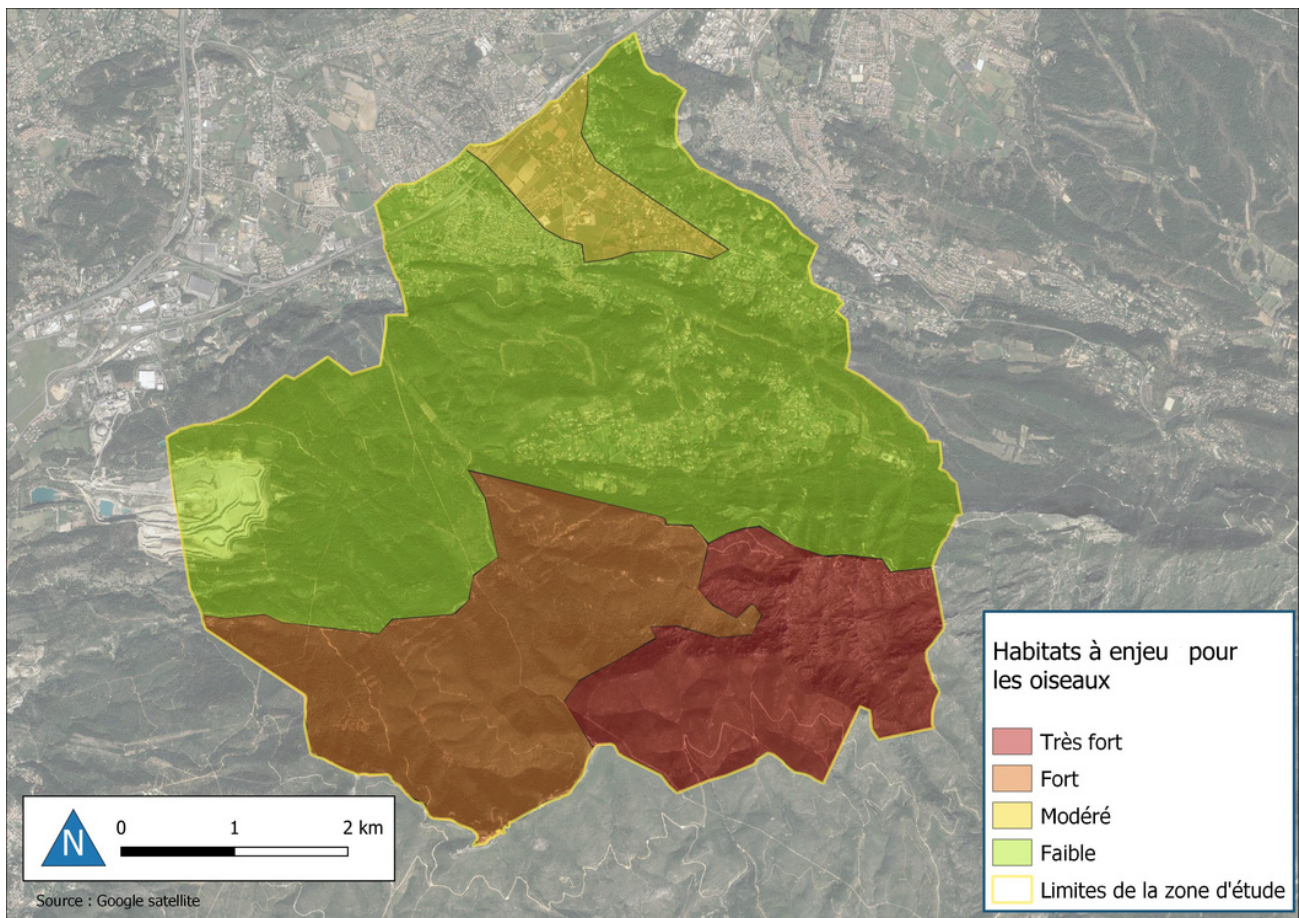 Habitats à enjeu pour
les oiseaux
Très fort
Fort
Modéré
Faible
Limites de la zone d'étude
N
0 1 2 km
Source : Google satellite